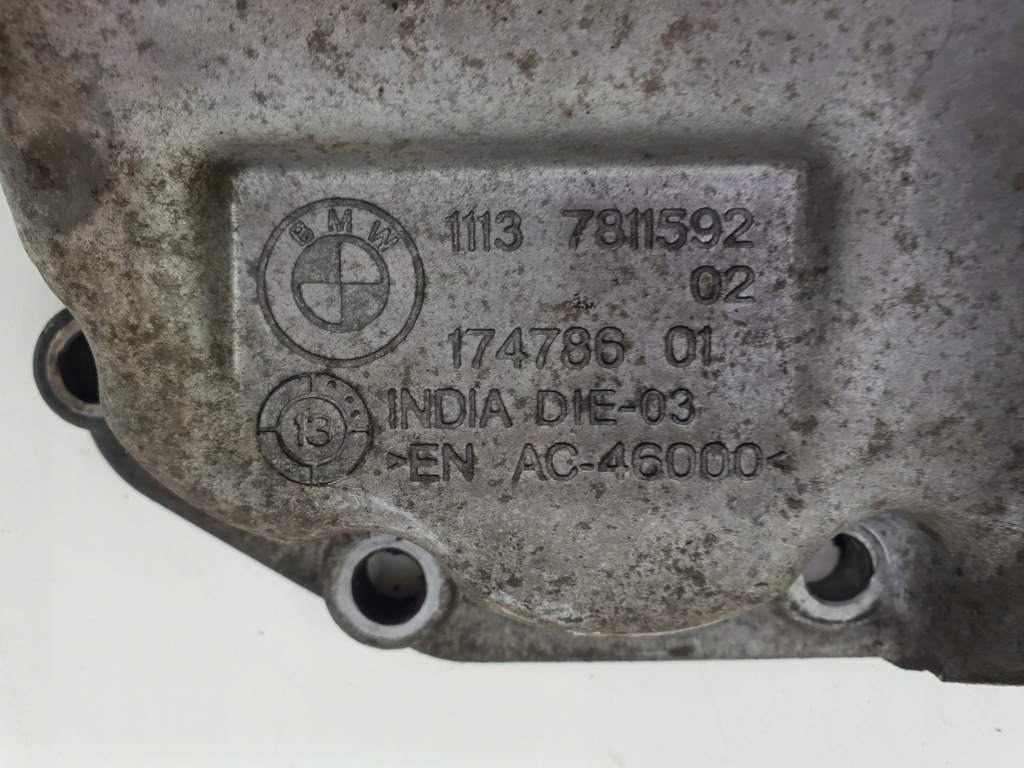 BMW
1113 7811592
02
174786 01
13
INDIA DIE-03
>EN AC-46000<